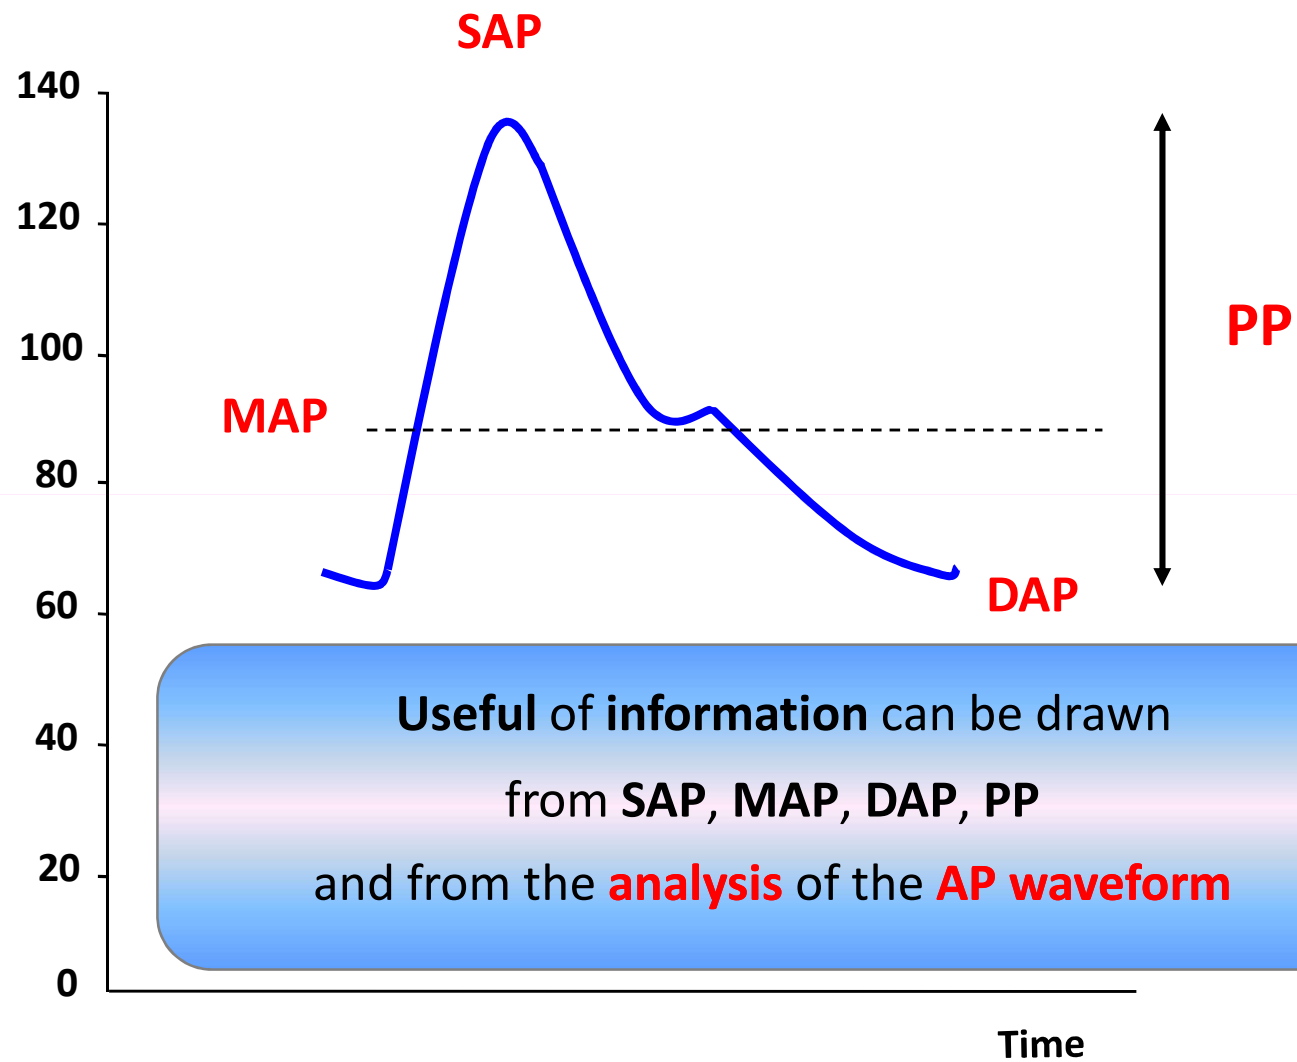 SAP
140
120
100
PP
MAP
80
60
DAP
Useful of information can be drawn
from SAP, MAP, DAP, PP
40
20
and from the analysis of the AP waveform
0
Time